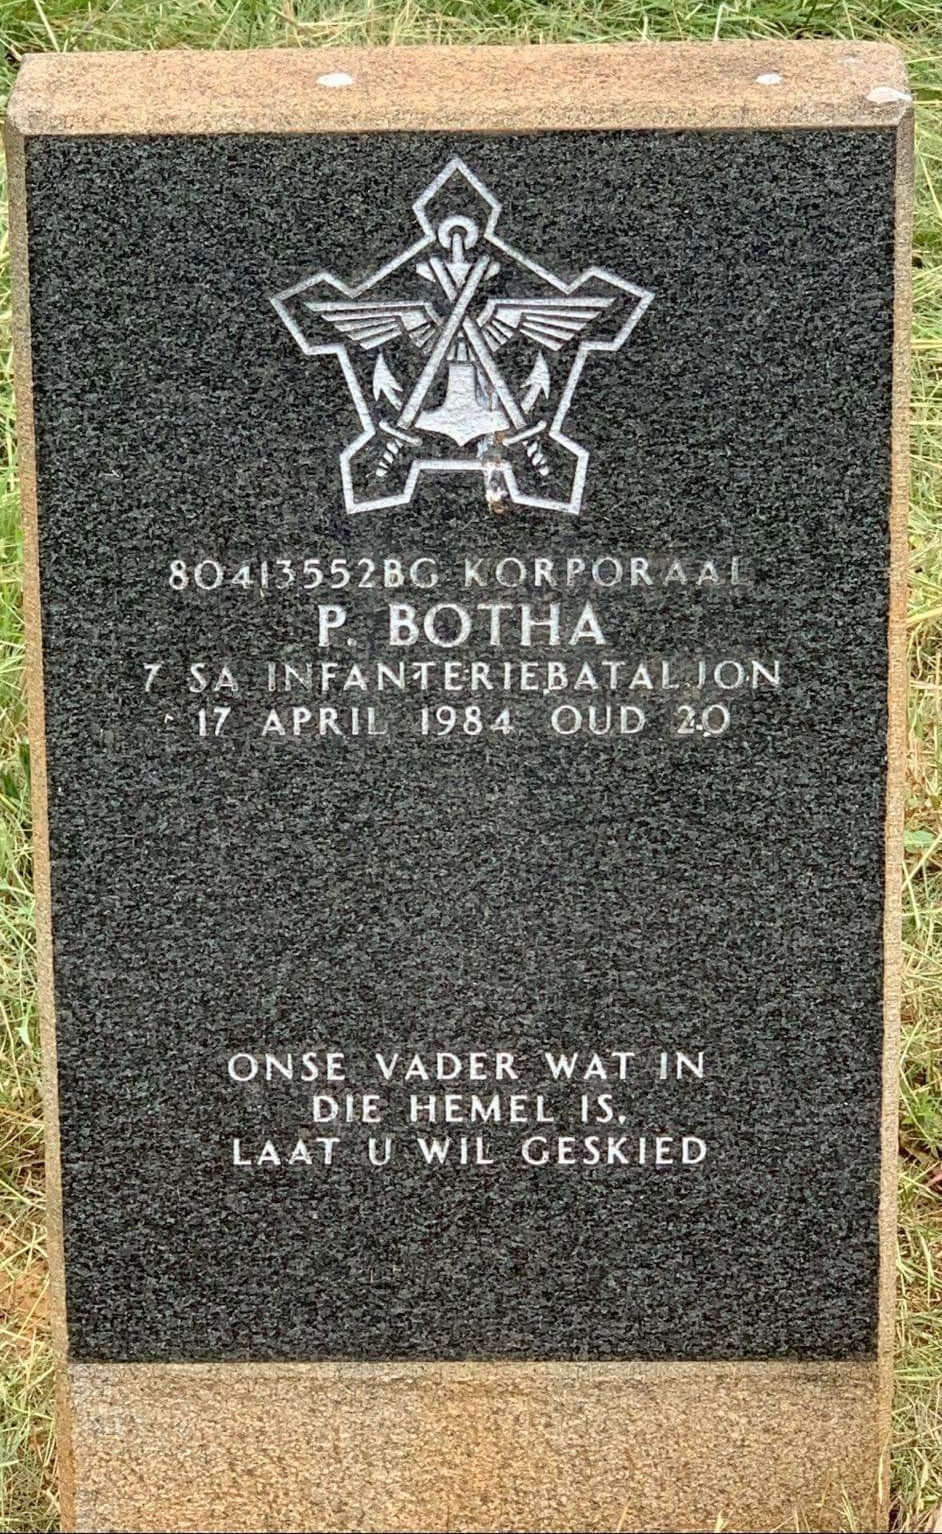 80413552BG KORPORAAL
P. BOTHA
7 SA INFANTERIEBATALJON
17 APRIL 1984 OUD 20
ONSE VADER WAT IN
DIE HEMEL IS,
LAAT U WIL GESKIED